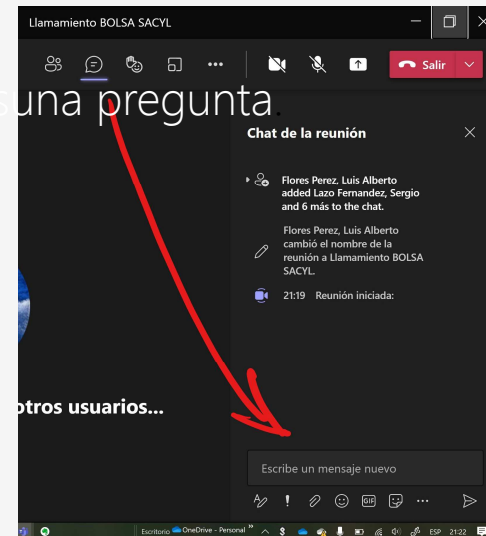 Llamamiento BOLSA SACYL
Salir
una pregunta.
Chat de la reunión
Flores Perez, Luis Alberto
added Lazo Fernandez, Sergio
and 6 más to the chat.
Flores Perez, Luis Alberto
cambió el nombre de la
reunión a Llamamiento BOLSA
SACYL.
21:19 Reunión iniciada:
otros usuarios...
Escribe un mensaje nuevo
GIF
Escritorio OneDrive - Personal
ESP 21:22